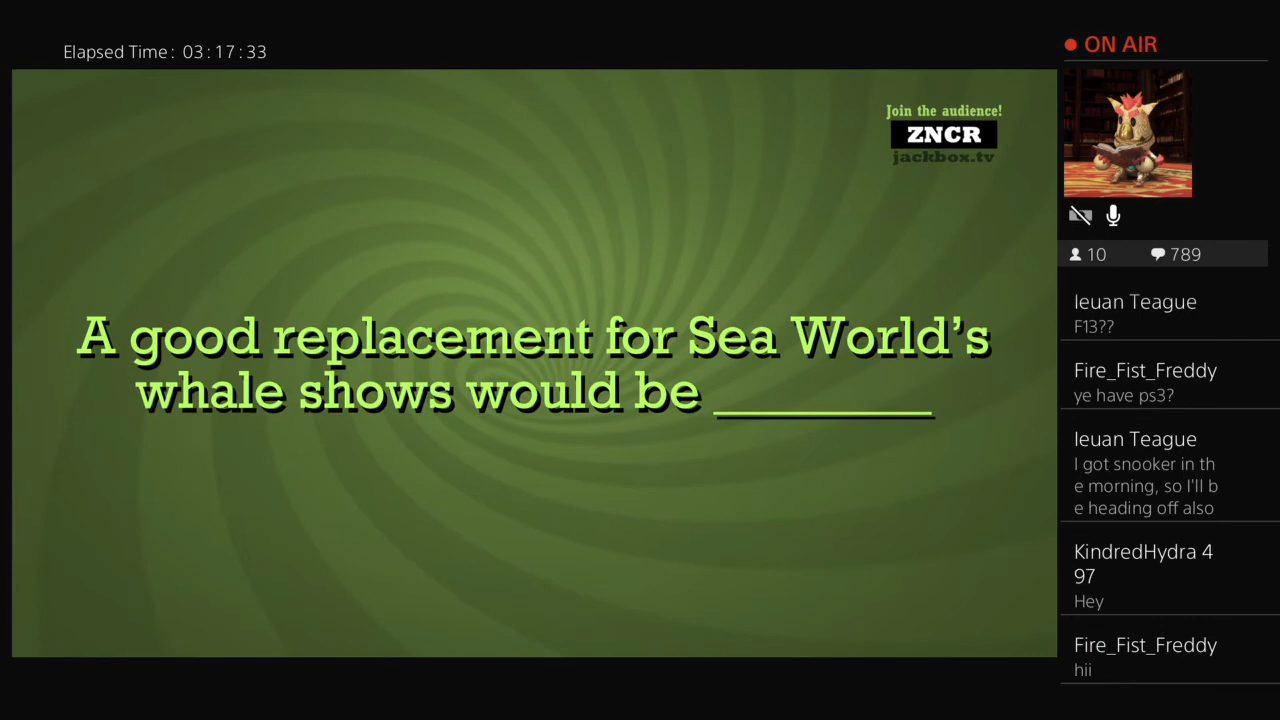 Elapsed Time: 03:17:33
ON AIR
Join the audience!
ZNCR
jackbox.tv
A good replacement for Sea World's
whale shows would be ________
10 789
Ieuan Teague
F13??
Fire_Fist_Freddy
ye have ps3?
Ieuan Teague
I got snooker in th
e morning, so I'll b
e heading off also
KindredHydra 4
97
Hey
Fire_Fist_Freddy
hii